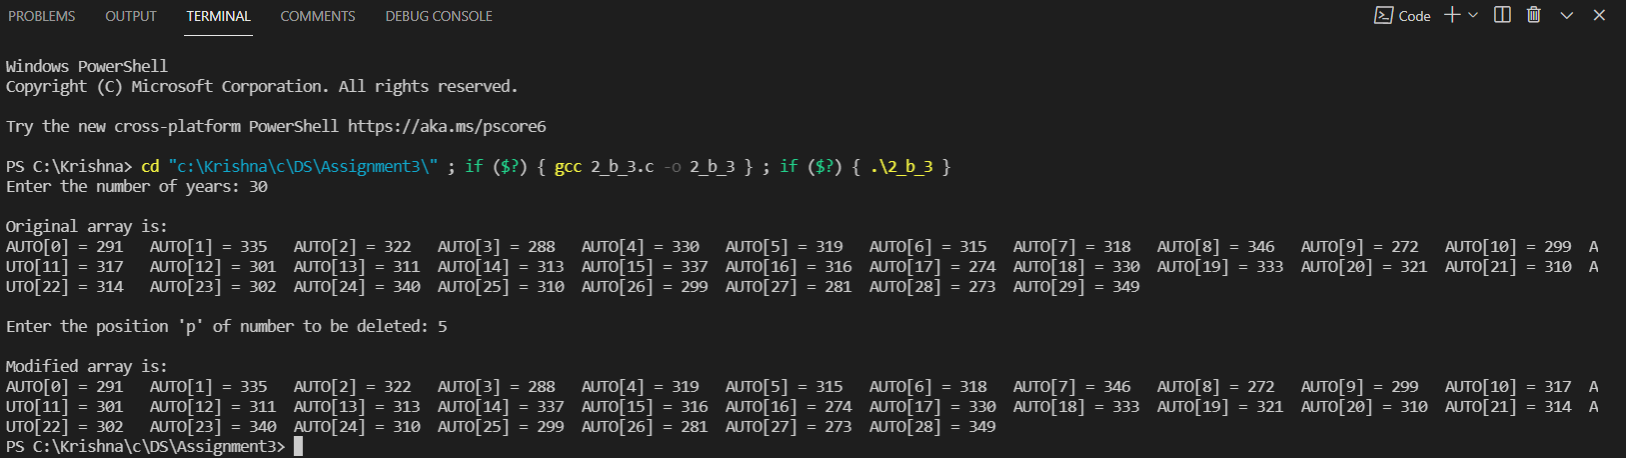 PROBLEMS OUTPUT TERMINAL COMMENTS DEBUG CONSOLE Code
Windows PowerShell
Copyright (C) Microsoft Corporation. All rights reserved.
Try the new cross-platform PowerShell https://aka.ms/pscore6
PS C:\Krishna> cd "c:\Krishna\c\DS\Assignment3\" ; if ($?) { gcc 2_b_3.c -o 2_b_3 } ; if ($?) { .\2_b_3 }
Enter the number of years: 30
Original array is:
AUTO[0] = 291 AUTO[1] = 335 AUTO[2] = 322 AUTO[3] = 288 AUTO[4] = 330 AUTO[5] = 319 AUTO[6] = 315 AUTO[7] = 318 AUTO[8] = 346 AUTO[9] = 272 AUTO[10] = 299 A
UTO[11] = 317 AUTO[12] = 301 AUTO[13] = 311 AUTO[14] = 313 AUTO[15] = 337 AUTO[16] = 316 AUTO[17] = 274 AUTO[18] = 330 AUTO[19] = 333 AUTO[20] = 321 AUTO[21] = 310 A
UTO[22] = 314 AUTO[23] = 302 AUTO[24] = 340 AUTO[25] = 310 AUTO[26] = 299 AUTO[27] = 281 AUTO[28] = 273 AUTO[29] = 349
Enter the position 'p' of number to be deleted: 5
Modified array is:
AUTO[0] = 291 AUTO[1] = 335 AUTO[2] = 322 AUTO[3] = 288 AUTO[4] = 319 AUTO[5] = 315 AUTO[6] = 318 AUTO[7] = 346 AUTO[8] = 272 AUTO[9] = 299 AUTO[10] = 317 A
UTO[11] = 301 AUTO[12] = 311 AUTO[13] = 313 AUTO[14] = 337 AUTO[15] = 316 AUTO[16] = 274 AUTO[17] = 330 AUTO[18] = 333 AUTO[19] = 321 AUTO[20] = 310 AUTO[21] = 314 A
UTO[22] = 302 AUTO[23] = 340 AUTO[24] = 310 AUTO[25] = 299 AUTO[26] = 281 AUTO[27] = 273 AUTO[28] = 349
PS C:\Krishna\c\DS\Assignment3>